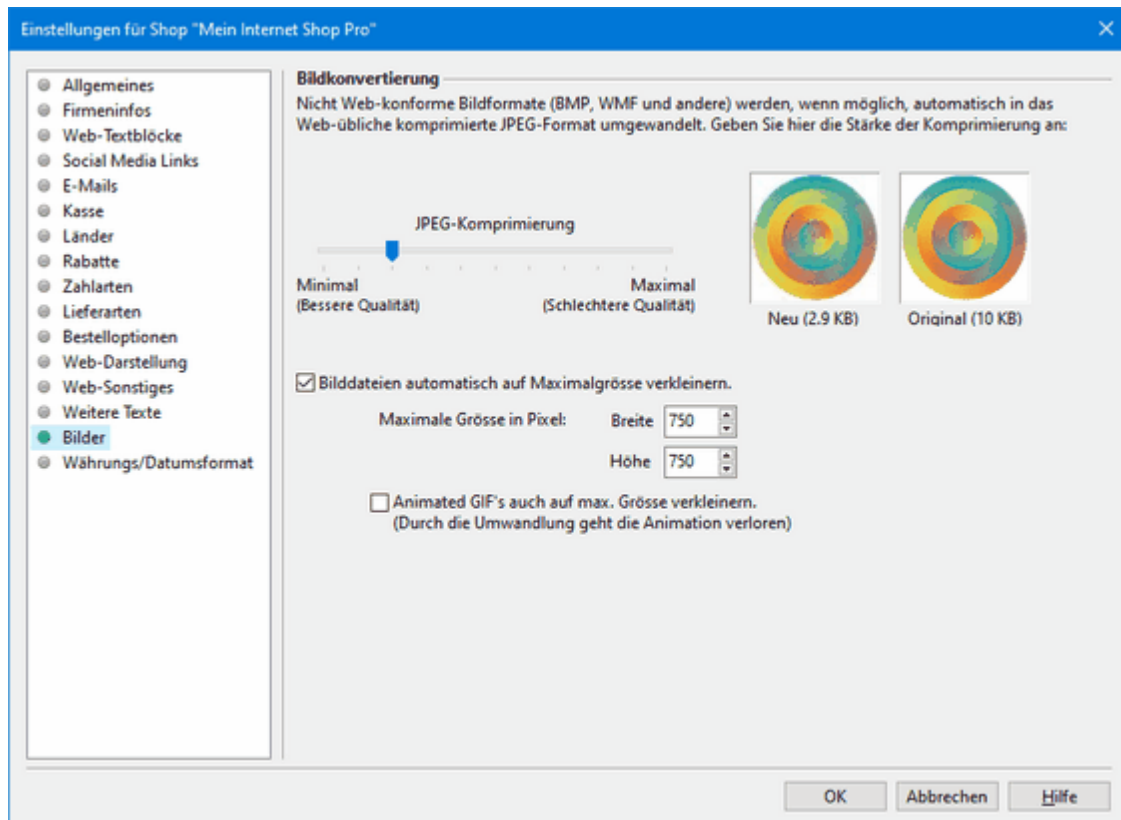 Einstellungen für Shop "Mein Internet Shop Pro"
Allgemeines
Firmeninfos
Web-Textblöcke
Social Media Links
E-Mails
Kasse
Länder
Rabatte
Zahlarten
Lieferarten
Bestelloptionen
Web-Darstellung
Web-Sonstiges
Weitere Texte
Bilder
Währungs/Datumsformat
Bildkonvertierung
Nicht Web-konforme Bildformate (BMP, WMF und andere) werden, wenn möglich, automatisch in das
Web-übliche komprimierte JPEG-Format umgewandelt. Geben Sie hier die Stärke der Komprimierung an:
JPEG-Komprimierung
Minimal
(Bessere Qualität)
Maximal
(Schlechtere Qualität)
Neu (2.9 KB)
Original (10 KB)
Bilddateien automatisch auf Maximalgrösse verkleinern.
Maximale Grösse in Pixel:
Breite 750
Höhe 750
Animated GIF's auch auf max. Grösse verkleinern.
(Durch die Umwandlung geht die Animation verloren)
OK
Abbrechen
Hilfe